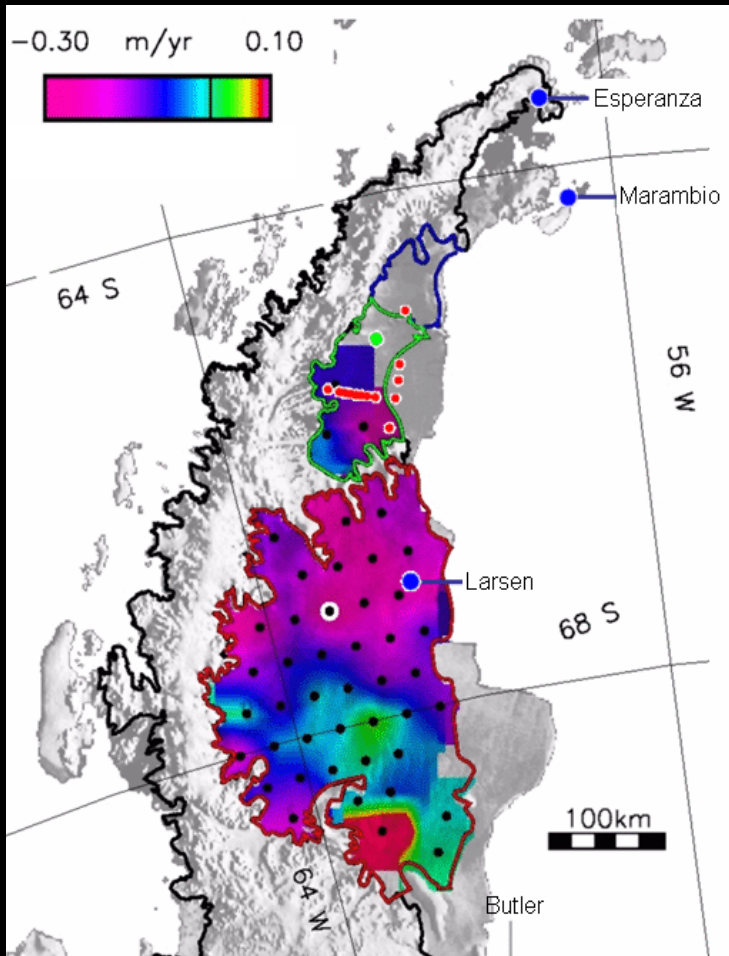 −0.30 m/yr 0.10
Esperanza
Marambio
64 S
56 W
Larsen
68 S
100km
64 W
Butler